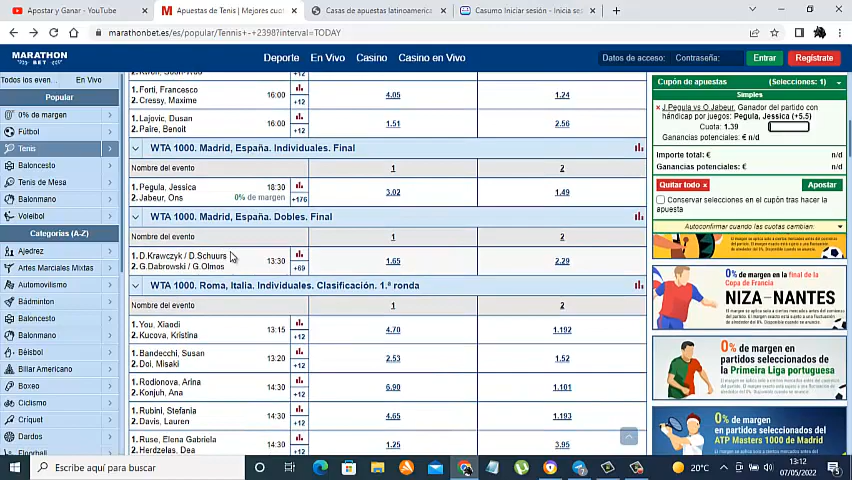 Apostar y Ganar - YouTube
Apuestas de Tenis | Mejores cuot
Casas de apuestas latinoamerica
Casumo Iniciar sesión - Inicia se
marathonbet.es/es/popular/Tennis+-+2398?interval=TODAY
MARATHON BET
Deporte
En Vivo
Casino
Casino en Vivo
Datos de acceso:
Contraseña:
Entrar
Regístrate
Todos los even...
En Vivo
Popular
0% de margen
Fútbol
Tenis
Baloncesto
Tenis de Mesa
Balonmano
Voleibol
Categorías (A-Z)
Ajedrez
Artes Marciales Mixtas
Automovilismo
Bádminton
Baloncesto
Balonmano
Béisbol
Billar Americano
Boxeo
Ciclismo
Críquet
Dardos
+12
1.Forti, Francesco
2.Cressy, Maxime
16:00
+12
4.05
1.24
1.Lajovic, Dusan
2.Paire, Benoit
16:00
+12
1.51
2.56
WTA 1000. Madrid, España. Individuales. Final
Nombre del evento
1
2
1.Pegula, Jessica
2.Jabeur, Ons
18:30
0% de margen
+176
3.02
1.49
WTA 1000. Madrid, España. Dobles. Final
Nombre del evento
1
2
1.D.Krawczyk / D.Schuurs
2.G.Dabrowski / G.Olmos
13:30
+69
1.65
2.29
WTA 1000. Roma, Italia. Individuales. Clasificación. 1.ª ronda
Nombre del evento
1
2
1.You, Xiaodi
2.Kucova, Kristina
13:15
+12
4.70
1.192
1.Bandecchi, Susan
2.Doi, Misaki
13:20
+12
2.53
1.52
1.Rodionova, Arina
2.Konjuh, Ana
14:30
+12
6.90
1.101
1.Rubini, Stefania
2.Davis, Lauren
14:30
+12
4.65
1.193
1.Ruse, Elena Gabriela
2.Herdzelas, Dea
14:30
+12
1.25
3.95
Cupón de apuestas
(Selecciones: 1)
Simples
J.Pegula vs O.Jabeur, Ganador del partido con
hándicap por juegos: Pegula, Jessica (+5.5)
Cuota: 1.39
Ganancias potenciales: € n/d
Importe total: €
n/d
Ganancias potenciales: €
n/d
Quitar todo x
Apostar
Conservar selecciones en el cupón tras hacer la
apuesta
Autoconfirmar cuando las cuotas cambian:
0% de margen en la final de la
Copa de Francia
NIZA-NANTES
0% de margen en
partidos seleccionados de
la Primeira Liga portuguesa
0% de margen en
partidos seleccionados del
ATP Masters 1000 de Madrid
Escribe aquí para buscar
20°C
13:12
07/05/2022